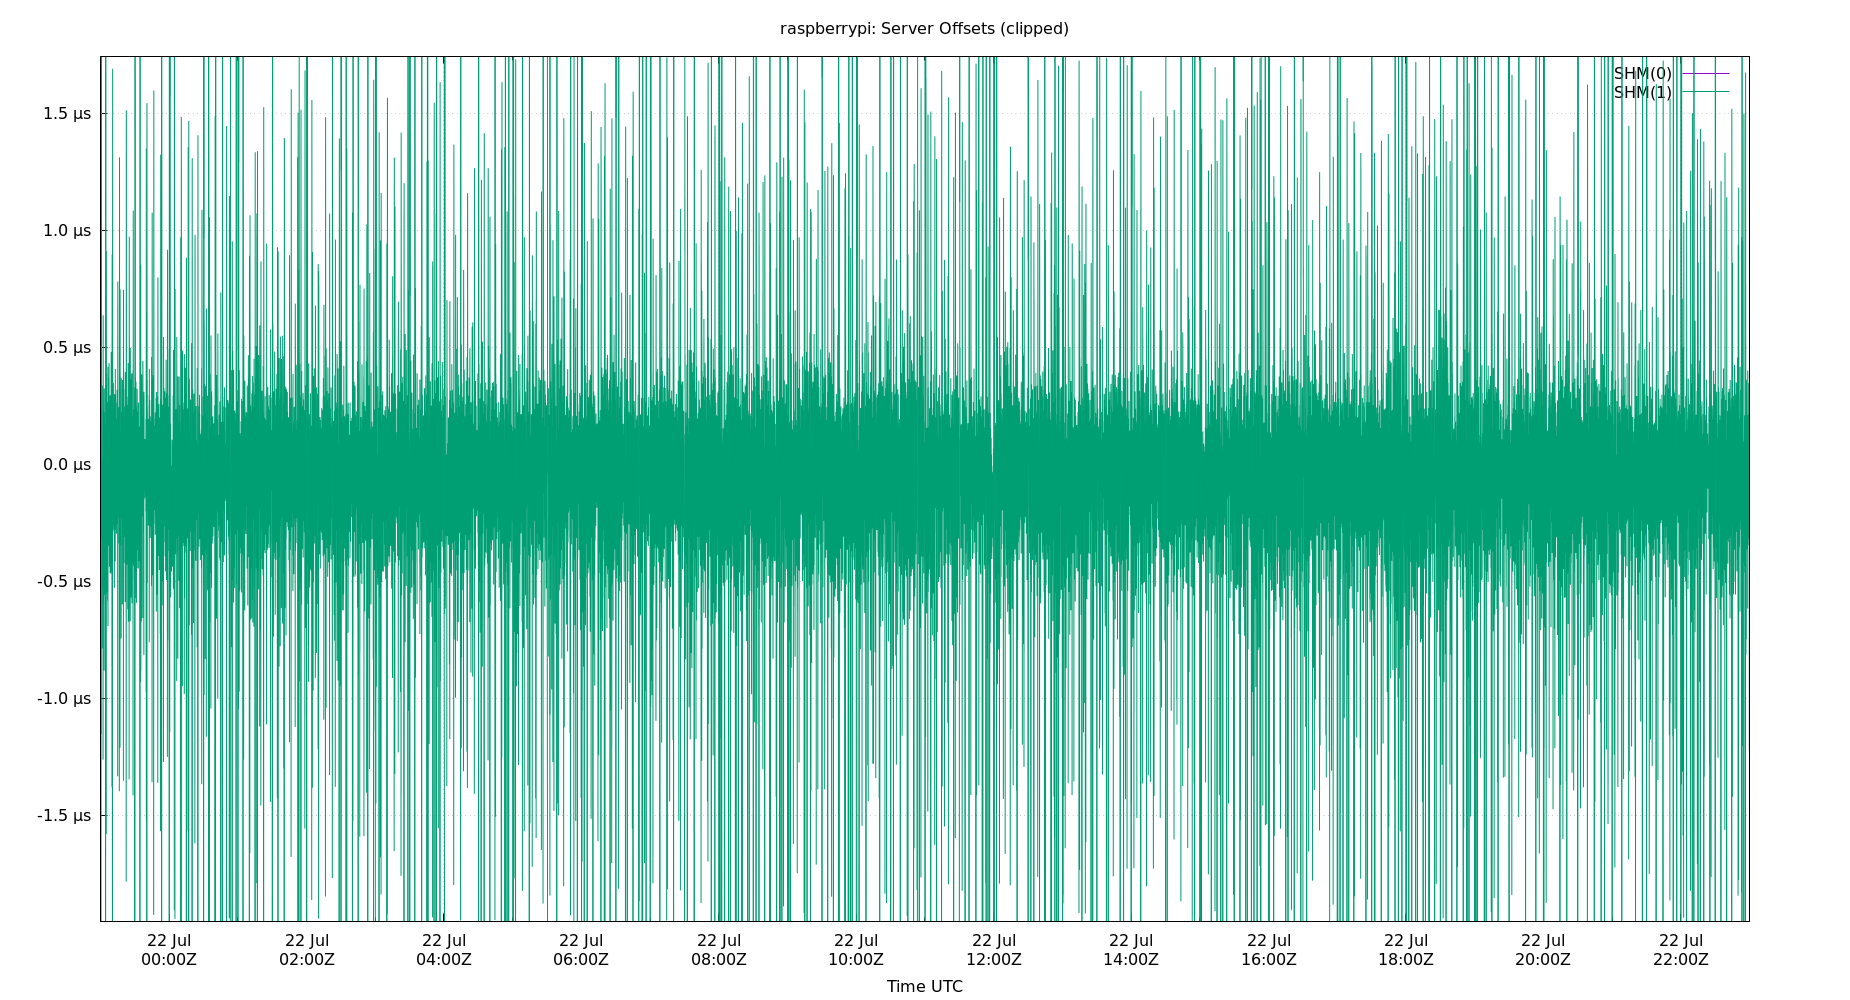 raspberrypi: Server Offsets (clipped)
SHM(0)
SHM(1)
1.5 µs
1.0 µs
0.5 µs
0.0 µs
-0.5 µs
-1.0 µs
-1.5 µs
22 Jul 22 Jul 22 Jul 22 Jul 22 Jul 22 Jul 22 Jul 22 Jul 22 Jul 22 Jul 22 Jul 22 Jul
00:00Z 02:00Z 04:00Z 06:00Z 08:00Z 10:00Z 12:00Z 14:00Z 16:00Z 18:00Z 20:00Z 22:00Z
Time UTC